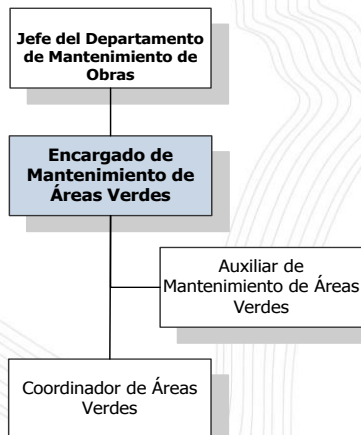 Jefe del Departamento
de Mantenimiento de
Obras
Encargado de
Mantenimiento de
Áreas Verdes
Auxiliar de
Mantenimiento de Áreas
Verdes
Coordinador de Áreas
Verdes